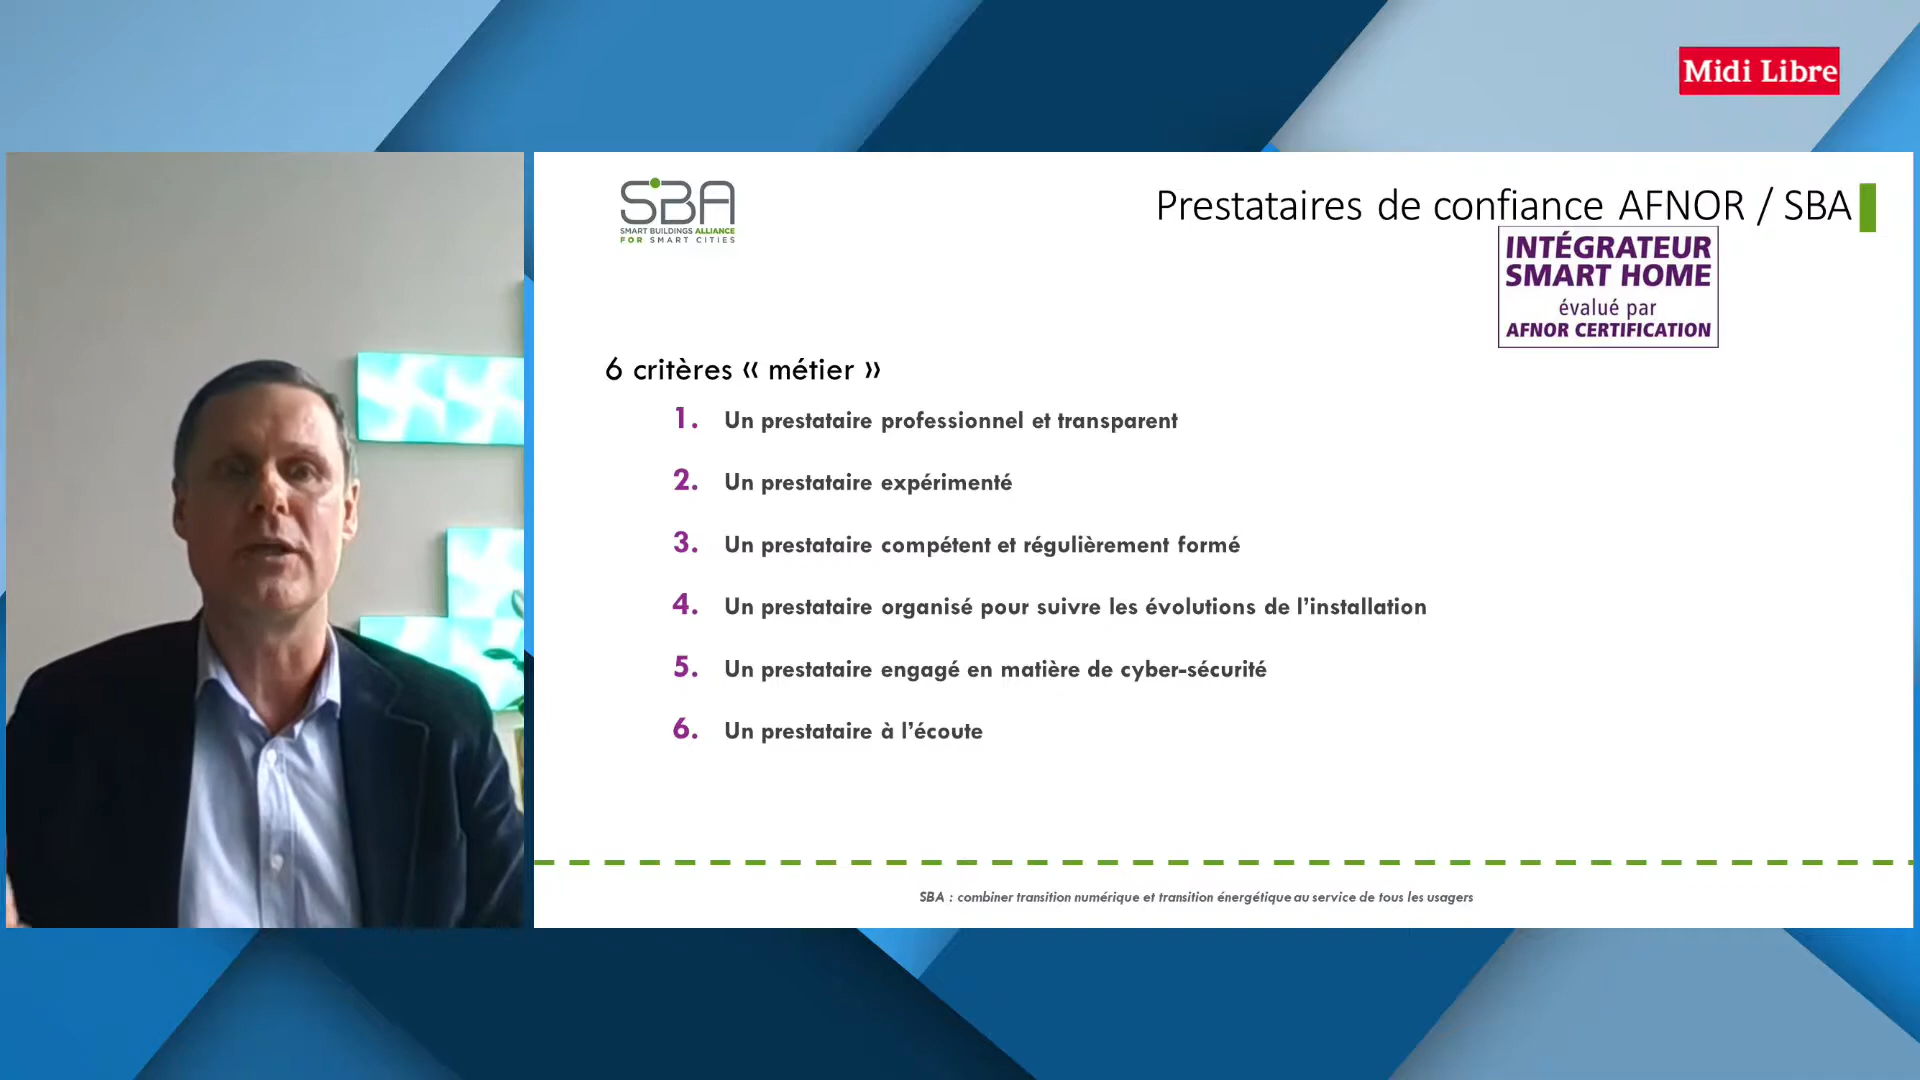 Midi Libre
SBA
SMART BUILDINGS ALLIANCE
FOR SMART CITIES
Prestataires de confiance AFNOR / SBA
INTÉGRATEUR
SMART HOME
évalué par
AFNOR CERTIFICATION
6 critères « métier »
1. Un prestataire professionnel et transparent
2. Un prestataire expérimenté
3. Un prestataire compétent et régulièrement formé
4. Un prestataire organisé pour suivre les évolutions de l’installation
5. Un prestataire engagé en matière de cyber-sécurité
6. Un prestataire à l’écoute
SBA : combiner transition numérique et transition énergétique au service de tous les usagers